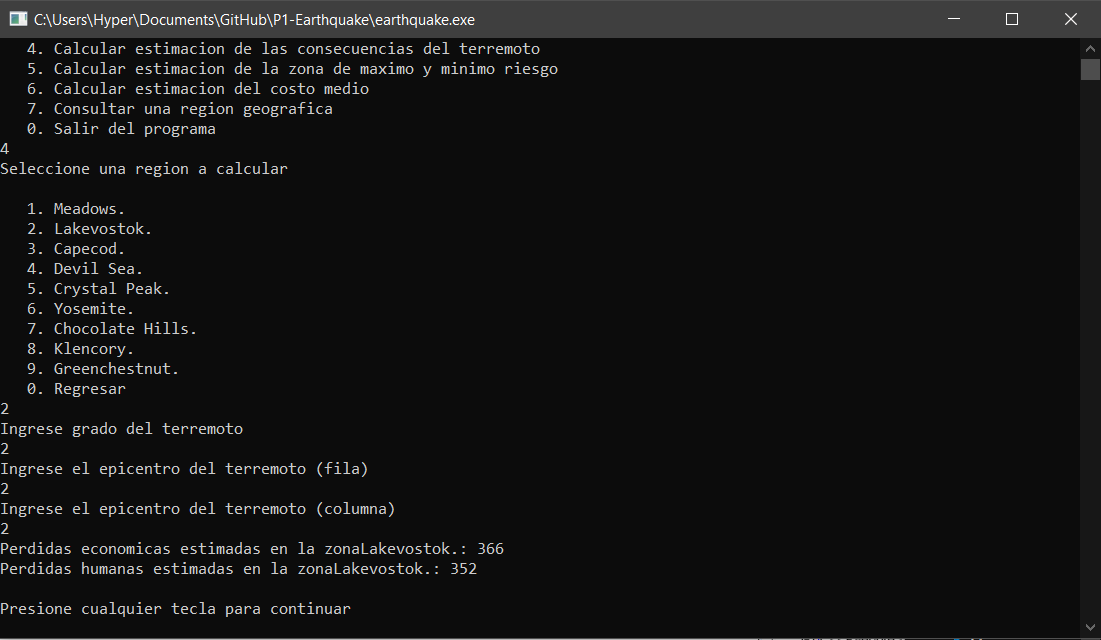 C:\Users\Hyper\Documents\GitHub\P1-Earthquake\earthquake.exe
4. Calcular estimacion de las consecuencias del terremoto
5. Calcular estimacion de la zona de maximo y minimo riesgo
6. Calcular estimacion del costo medio
7. Consultar una region geografica
0. Salir del programa
4
Seleccione una region a calcular
1. Meadows.
2. Lakevostok.
3. Capecod.
4. Devil Sea.
5. Crystal Peak.
6. Yosemite.
7. Chocolate Hills.
8. Klencory.
9. Greenchestnut.
0. Regresar
2
Ingrese grado del terremoto
2
Ingrese el epicentro del terremoto (fila)
2
Ingrese el epicentro del terremoto (columna)
2
Perdidas economicas estimadas en la zonaLakevostok.: 366
Perdidas humanas estimadas en la zonaLakevostok.: 352
Presione cualquier tecla para continuar